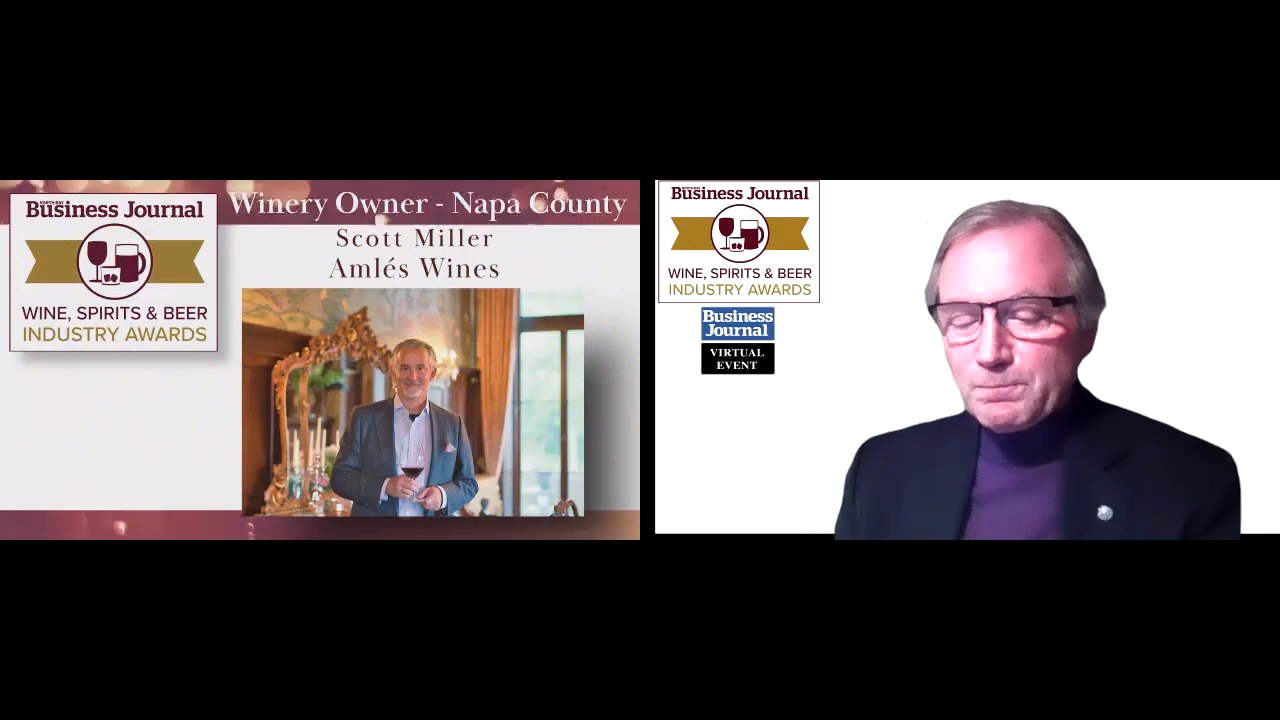 Winery Owner - Napa County
Scott Miller
Amlés Wines
NORTH BAY
Business Journal
WINE, SPIRITS & BEER
INDUSTRY AWARDS
NORTH BAY
Business Journal
WINE, SPIRITS & BEER
INDUSTRY AWARDS
Business
Journal
VIRTUAL
EVENT